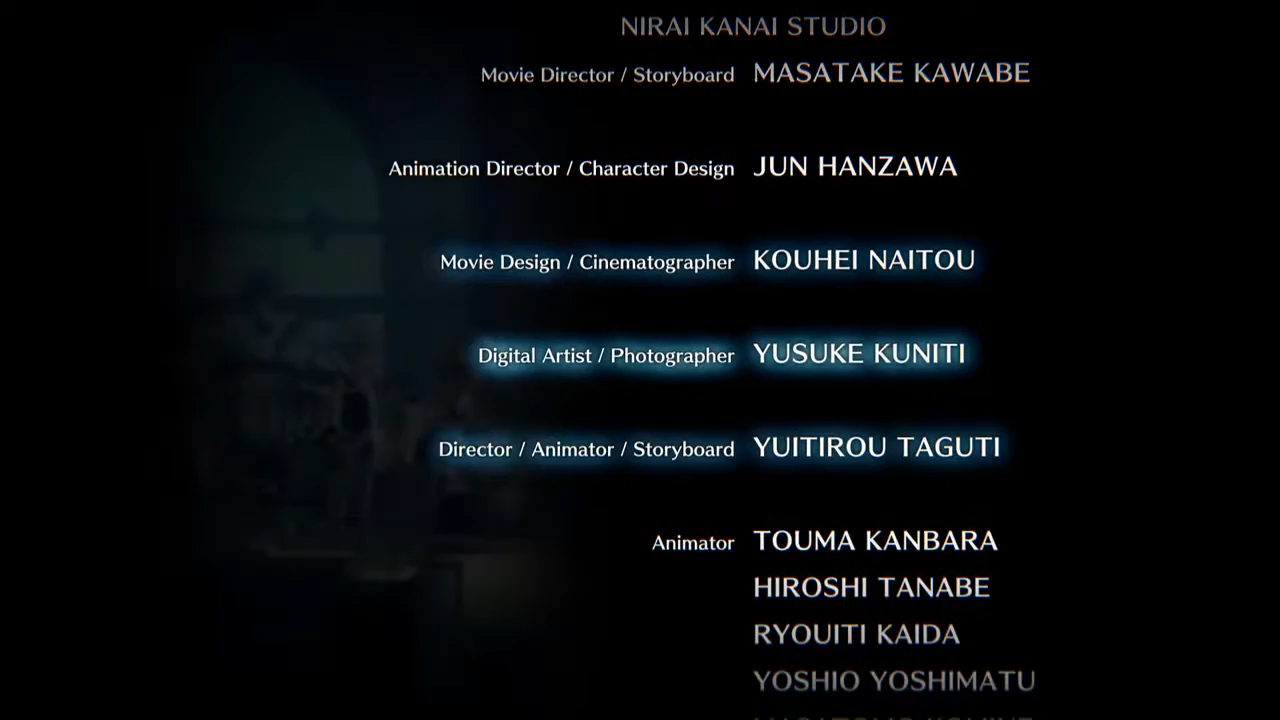 NIRAI KANAI STUDIO
Movie Director / Storyboard MASATAKE KAWABE
Animation Director / Character Design JUN HANZAWA
Movie Design / Cinematographer KOUHEI NAITOU
Digital Artist / Photographer YUSUKE KUNITI
Director / Animator / Storyboard YUITIROU TAGUTI
Animator TOUMA KANBARA
HIROSHI TANABE
RYOUITI KAIDA
YOSHIO YOSHIMATU